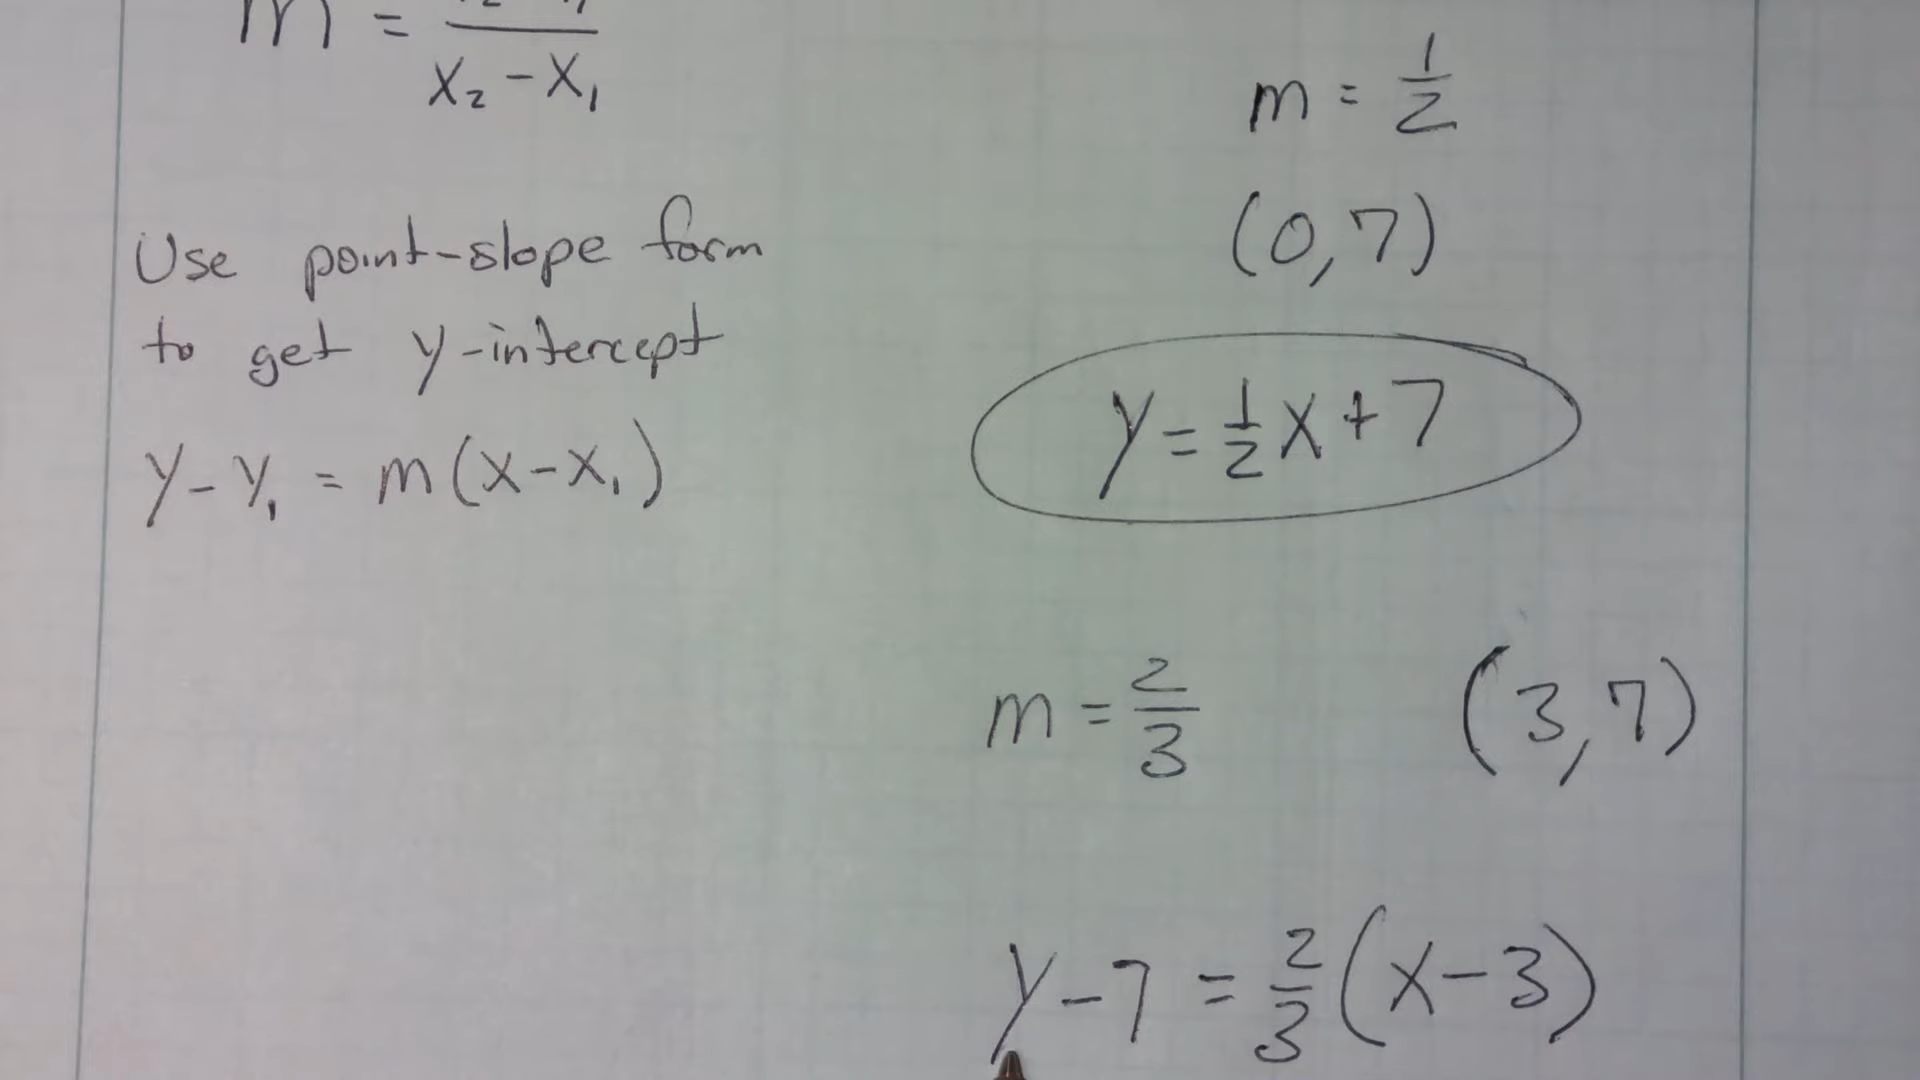 m = 
x₂ - x₁
Use point-slope form
to get y-intercept
y - y₁ = m(x - x₁)
m = 1/2
(0,7)
y = 1/2 x + 7
m = 2/3 (3,7)
y - 7 = 2/3 (x - 3)